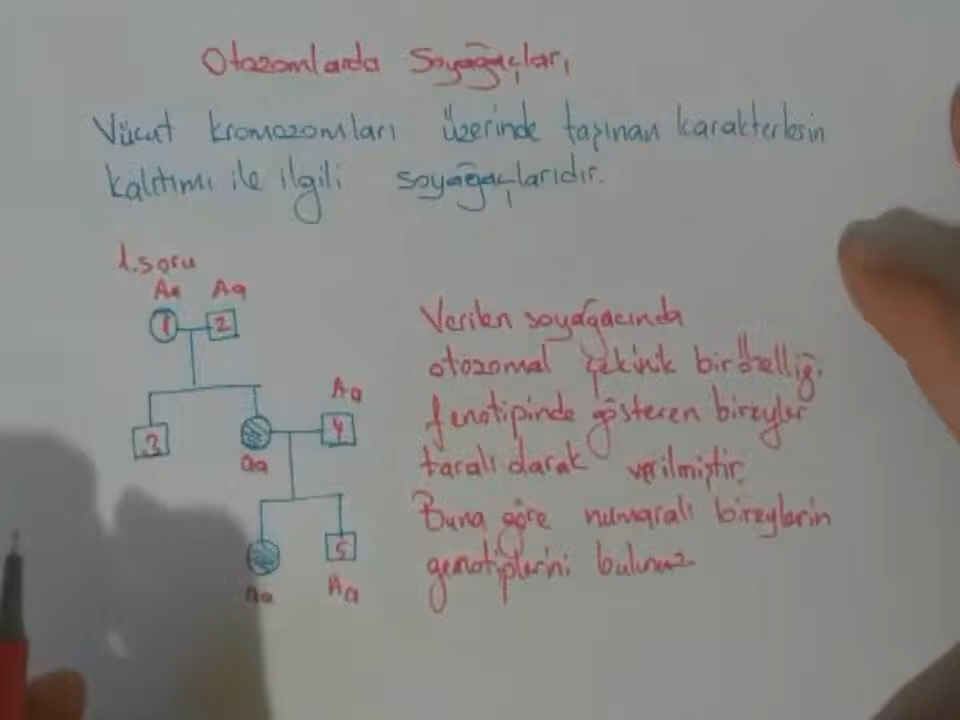 Otozomlarda Soyağaçları
Vücut kromozomları üzerinde taşınan karakterlerin
kalıtımı ile ilgili soyağaçlarıdır.
1.soru
Aa Aa
1 2
Verilen soyağacında
otozomal çekinik bir özelliği
fenotipinde gösteren bireyler
taralı olarak verilmiştir.
Buna göre numaralı bireylerin
genotiplerini bulunuz
Aa
3 4
aa
5
aa Aa